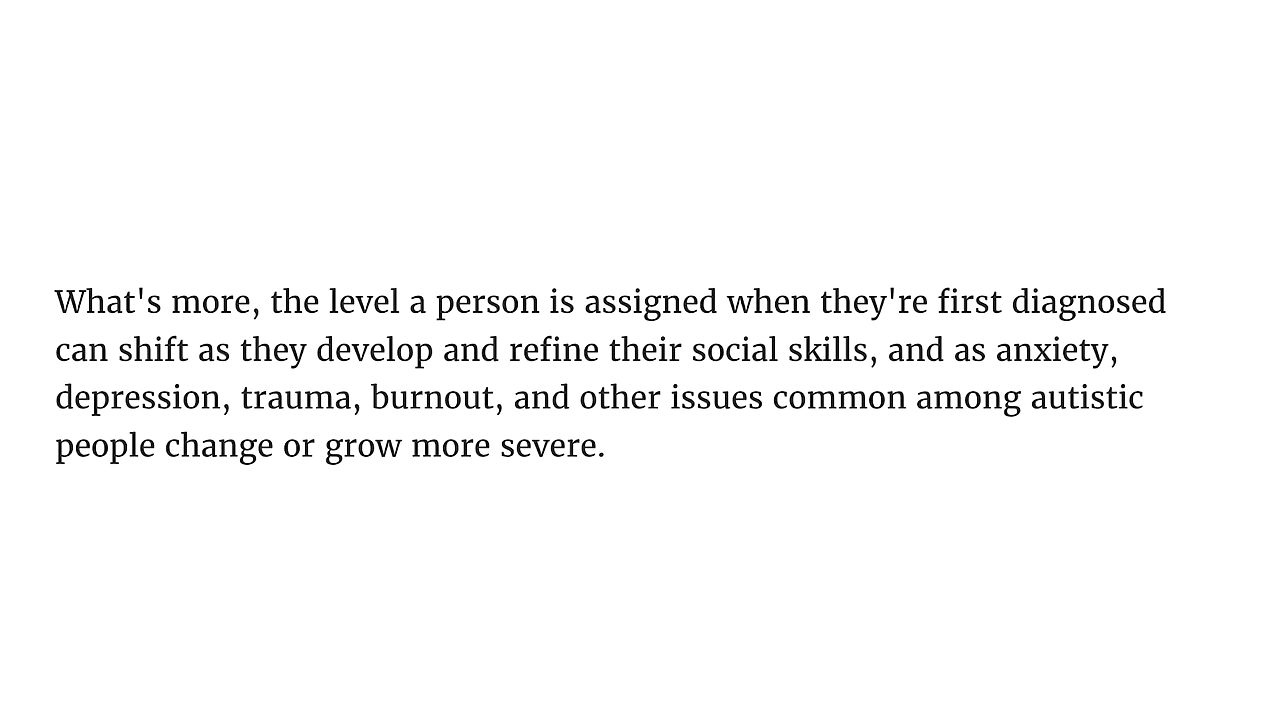 What's more, the level a person is assigned when they're first diagnosed
can shift as they develop and refine their social skills, and as anxiety,
depression, trauma, burnout, and other issues common among autistic
people change or grow more severe.